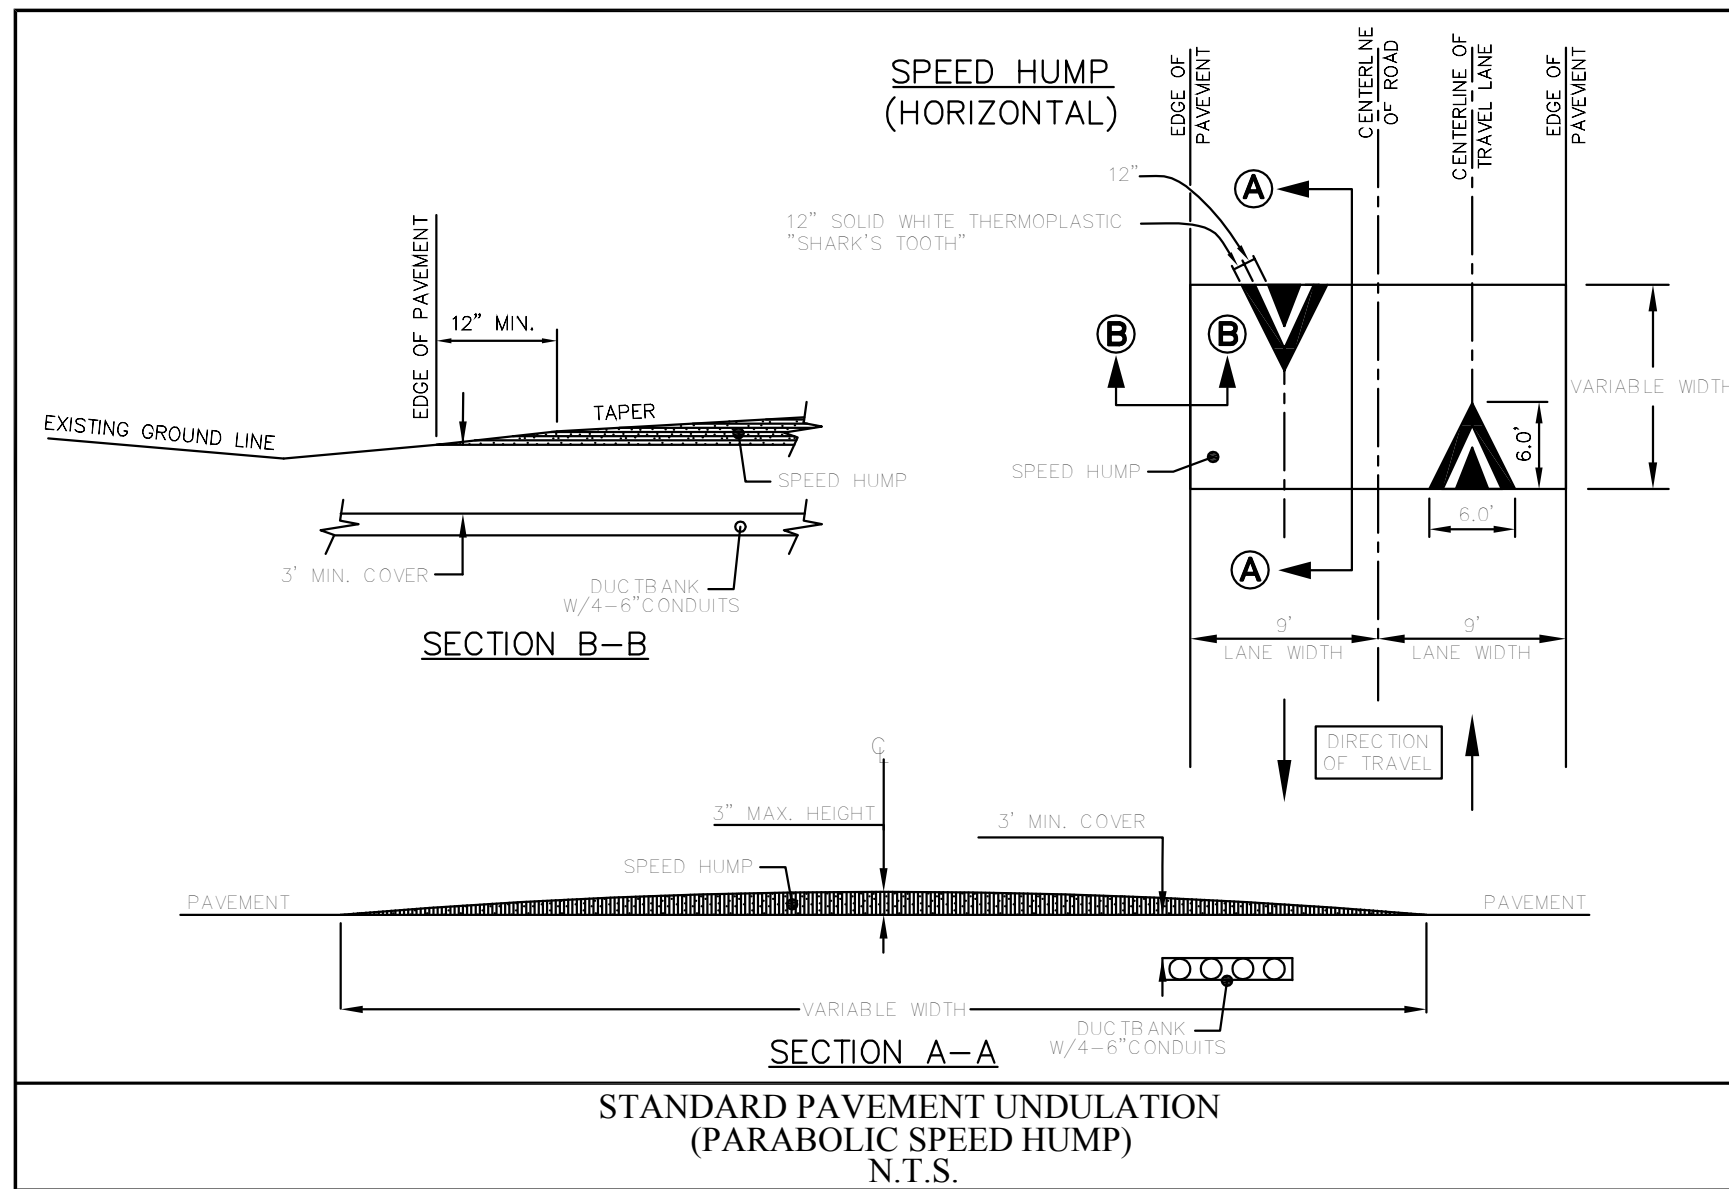 SPEED HUMP
(HORIZONTAL)
EDGE OF
PAVEMENT
CENTERLINE
OF ROAD
CENTERLINE OF
TRAVEL LANE
EDGE OF
PAVEMENT
12"
12" SOLID WHITE THERMOPLASTIC
"SHARK'S TOOTH"
A
B
B
VARIABLE WIDTH
SPEED HUMP
6.0'
6.0'
A
9'
LANE WIDTH
9'
LANE WIDTH
DIRECTION
OF TRAVEL
EDGE OF PAVEMENT
12" MIN.
TAPER
EXISTING GROUND LINE
SPEED HUMP
3' MIN. COVER
DUCTBANK
W/4-6"CONDUITS
SECTION B-B
CL
3" MAX. HEIGHT
3' MIN. COVER
SPEED HUMP
PAVEMENT
PAVEMENT
VARIABLE WIDTH
DUCTBANK
W/4-6"CONDUITS
SECTION A-A
STANDARD PAVEMENT UNDULATION
(PARABOLIC SPEED HUMP)
N.T.S.